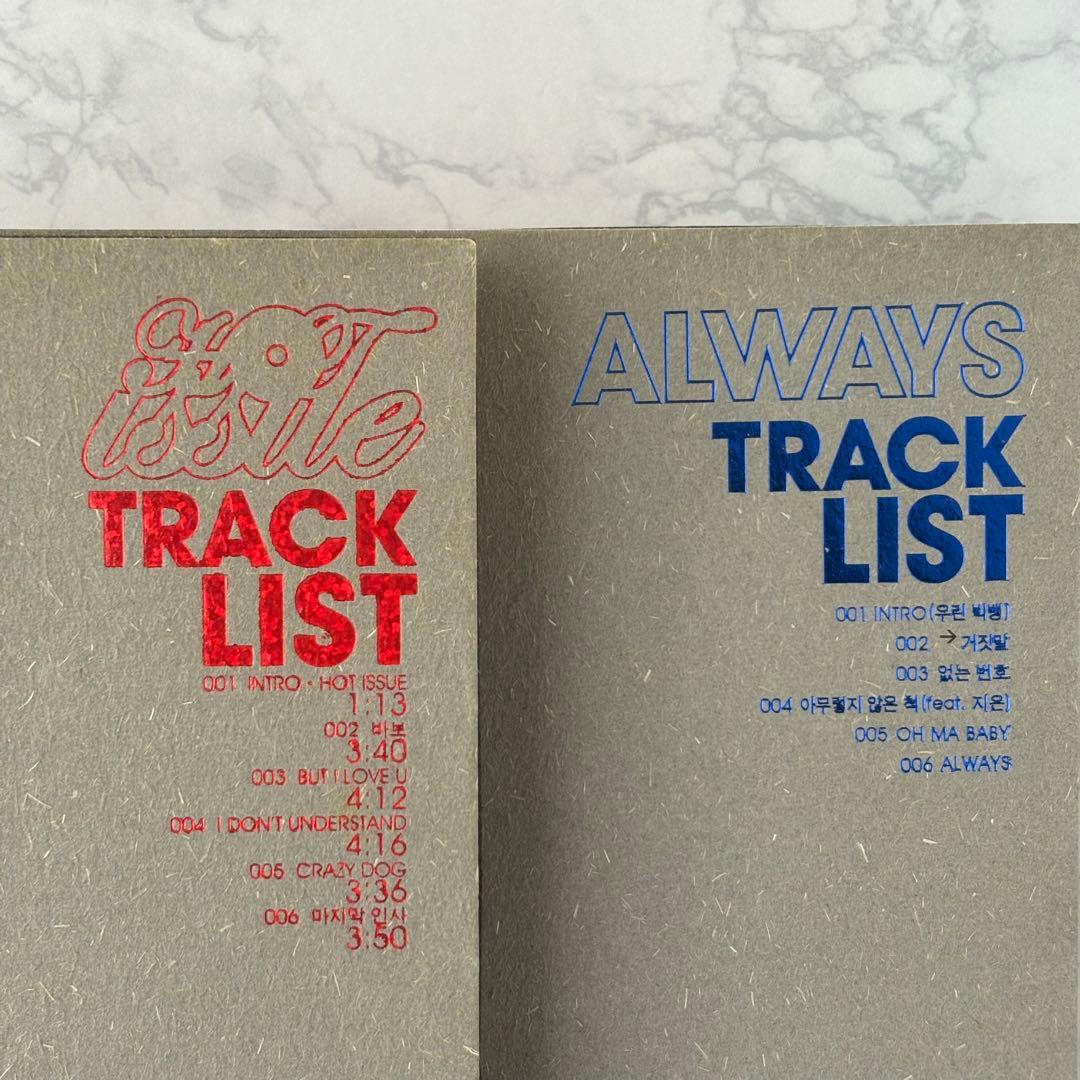 HOT
issue
TRACK
LIST
001 INTRO · HOT ISSUE
1:13
002 바보
3:40
003 BUT I LOVE U
4:12
004 I DON'T UNDERSTAND
4:16
005 CRAZY DOG
3:36
006 마지막 인사
3:50
ALWAYS
TRACK
LIST
001 INTRO(우린 빅뱅)
002 → 거짓말
003 없는 번호
004 아무렇지 않은 척(feat. 지은)
005 OH MA BABY
006 ALWAYS